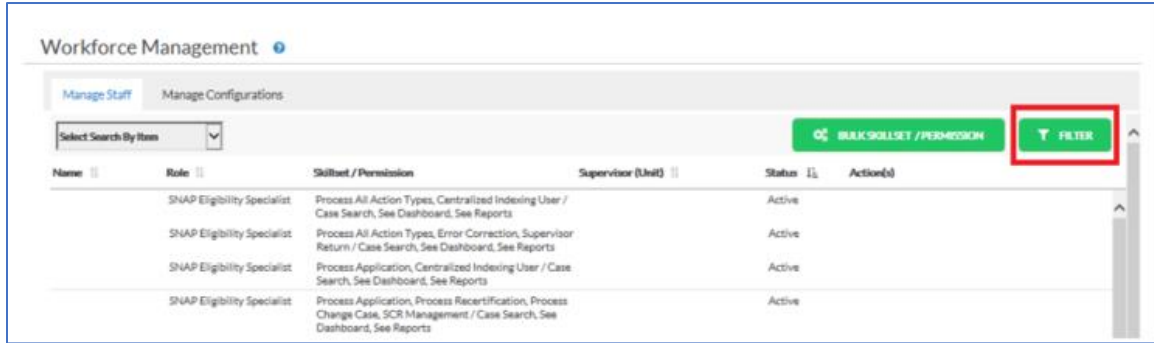 Workforce Management
Manage Staff Manage Configurations
Select Search By Item BULK SKILLSET / PERMISSION FILTER
Name Role Skillset / Permission Supervisor (Unit) Status Action(s)
SNAP Eligibility Specialist Process All Action Types, Centralized Indexing User / Active
Case Search, See Dashboard, See Reports
SNAP Eligibility Specialist Process All Action Types, Error Correction, Supervisor Active
Return / Case Search, See Dashboard, See Reports
SNAP Eligibility Specialist Process Application, Centralized Indexing User / Case Active
Search, See Dashboard, See Reports
SNAP Eligibility Specialist Process Application, Process Recertification, Process Active
Change Case, SCR Management / Case Search, See
Dashboard, See Reports